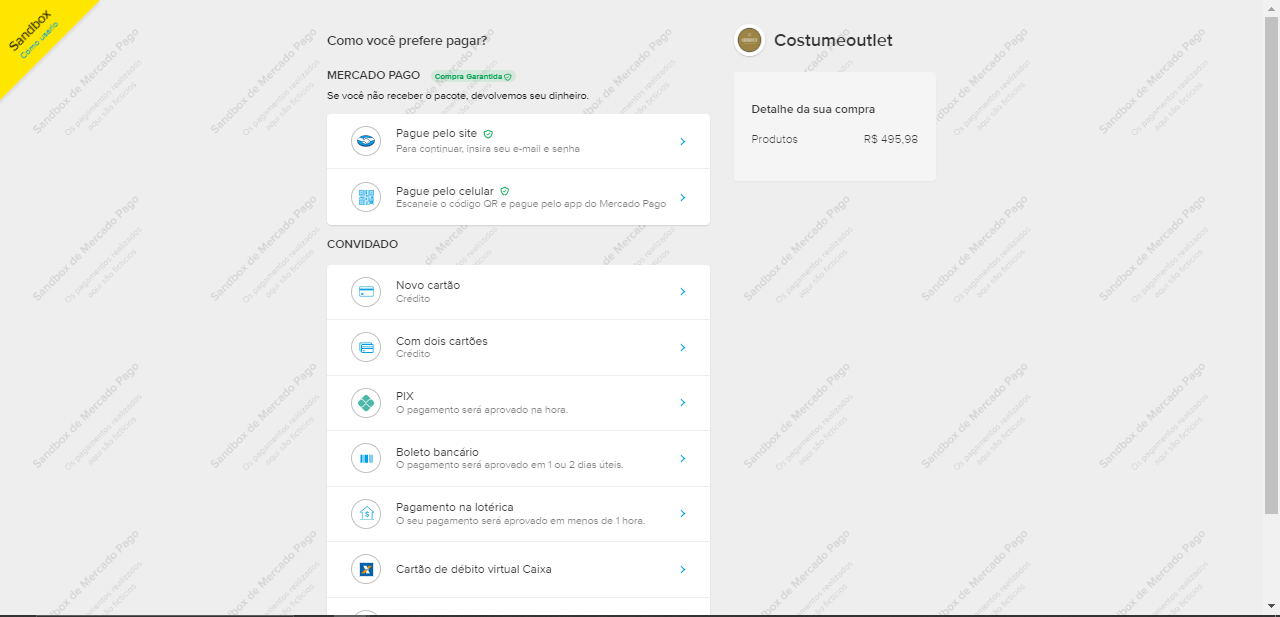 Sandbox
Como usarlo
Como você prefere pagar?
MERCADO PAGO Compra Garantida
Se você não receber o pacote, devolvemos seu dinheiro.
Pague pelo site
Para continuar, insira seu e-mail e senha
Pague pelo celular
Escaneie o código QR e pague pelo app do Mercado Pago
CONVIDADO
Novo cartão
Crédito
Com dois cartões
Crédito
PIX
O pagamento será aprovado na hora.
Boleto bancário
O pagamento será aprovado em 1 ou 2 dias úteis.
Pagamento na lotérica
O seu pagamento será aprovado em menos de 1 hora.
Cartão de débito virtual Caixa
Costumeoutlet
Detalhe da sua compra
Produtos R$ 495,98
Sandbox de Mercado Pago
Os pagamentos realizados
aqui são fictícios